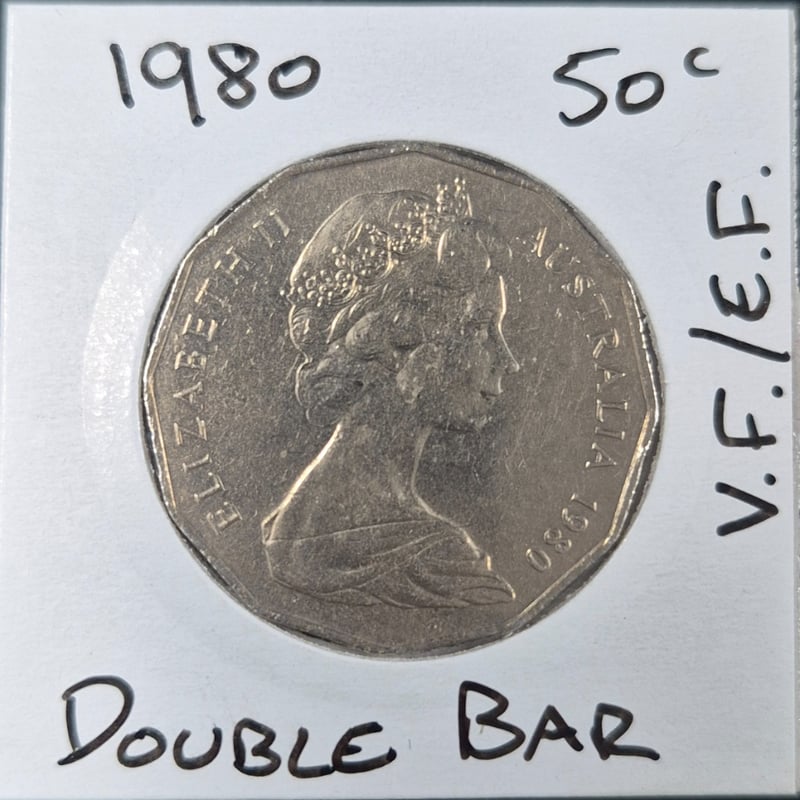 1980 50c
V.F./E.F.
ELIZABETH II
AUSTRALIA 1980
DOUBLE BAR